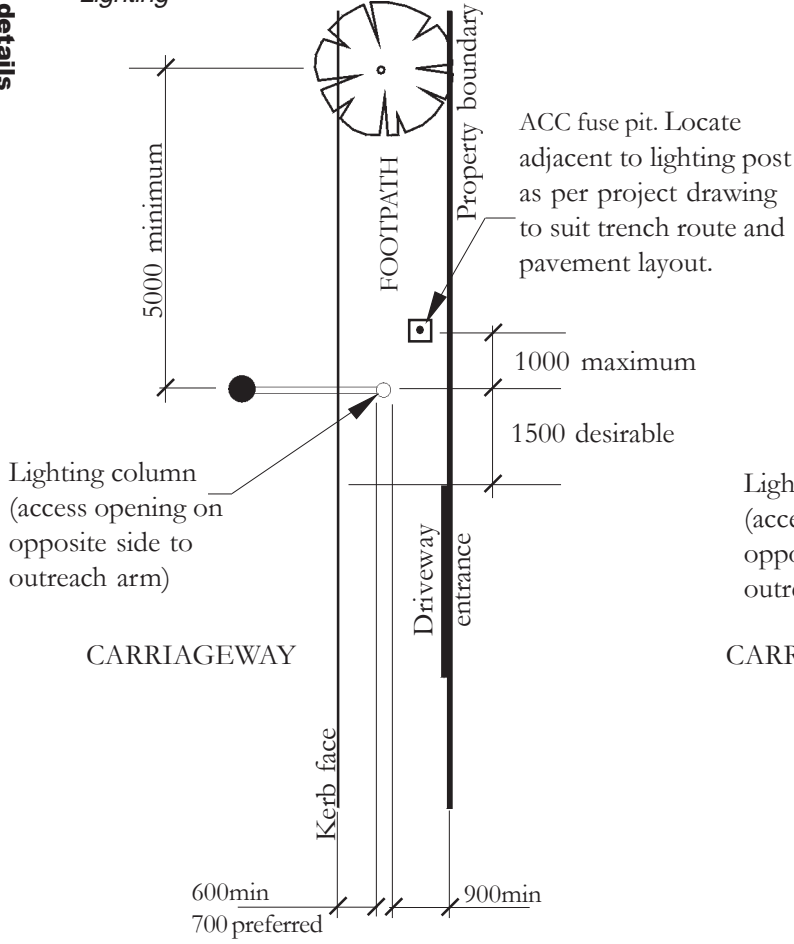 Lighting
details
Property boundary
ACC fuse pit. Locate
adjacent to lighting post
as per project drawing
to suit trench route and
pavement layout.
5000 minimum
FOOTPATH
1000 maximum
1500 desirable
Lighting column
(access opening on
opposite side to
outreach arm)
Driveway
entrance
CARRIAGEWAY
Kerb face
600min
700 preferred
900min